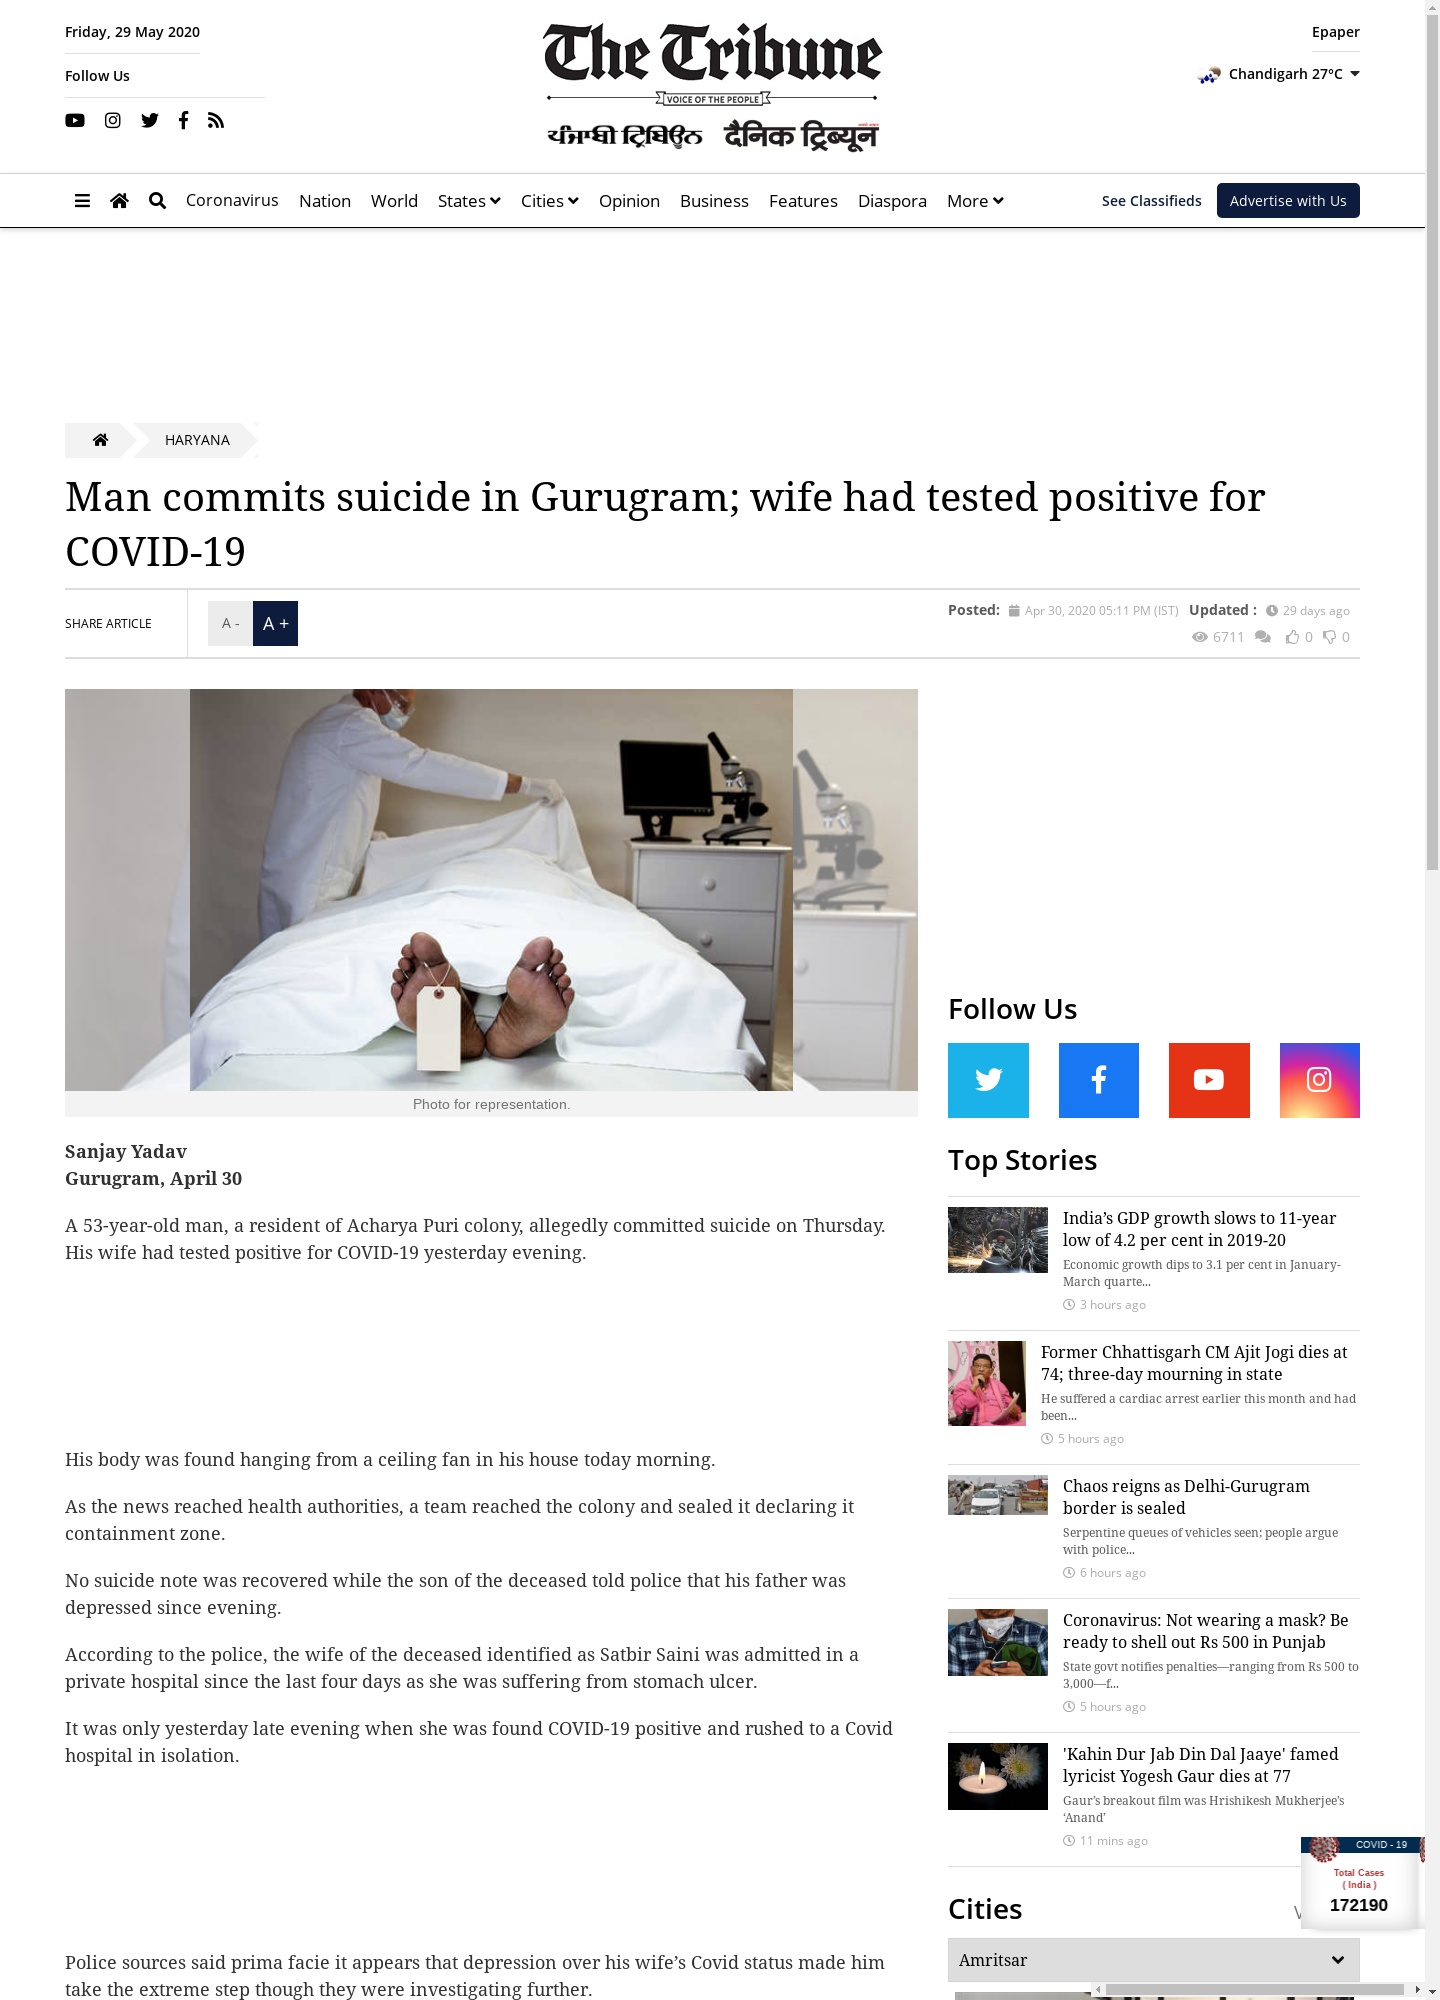 Friday, 29 May 2020
Follow Us
The Tribune
VOICE OF THE PEOPLE
ਪੰਜਾਬੀ ਟ੍ਰਿਬਿਊਨ
दैनिक ट्रिब्यून
Epaper
Chandigarh 27°C
Coronavirus Nation World States Cities Opinion Business Features Diaspora More See Classifieds Advertise with Us
HARYANA
Man commits suicide in Gurugram; wife had tested positive for
COVID-19
SHARE ARTICLE
A - A +
Posted: Apr 30, 2020 05:11 PM (IST) Updated : 29 days ago
6711 0 0
Photo for representation.
Sanjay Yadav
Gurugram, April 30
A 53-year-old man, a resident of Acharya Puri colony, allegedly committed suicide on Thursday.
His wife had tested positive for COVID-19 yesterday evening.
His body was found hanging from a ceiling fan in his house today morning.
As the news reached health authorities, a team reached the colony and sealed it declaring it
containment zone.
No suicide note was recovered while the son of the deceased told police that his father was
depressed since evening.
According to the police, the wife of the deceased identified as Satbir Saini was admitted in a
private hospital since the last four days as she was suffering from stomach ulcer.
It was only yesterday late evening when she was found COVID-19 positive and rushed to a Covid
hospital in isolation.
Police sources said prima facie it appears that depression over his wife’s Covid status made him
take the extreme step though they were investigating further.
Follow Us
Top Stories
India’s GDP growth slows to 11-year
low of 4.2 per cent in 2019-20
Economic growth dips to 3.1 per cent in January-
March quarte...
3 hours ago
Former Chhattisgarh CM Ajit Jogi dies at
74; three-day mourning in state
He suffered a cardiac arrest earlier this month and had
been...
5 hours ago
Chaos reigns as Delhi-Gurugram
border is sealed
Serpentine queues of vehicles seen; people argue
with police...
6 hours ago
Coronavirus: Not wearing a mask? Be
ready to shell out Rs 500 in Punjab
State govt notifies penalties—ranging from Rs 500 to
3,000—f...
5 hours ago
'Kahin Dur Jab Din Dal Jaaye' famed
lyricist Yogesh Gaur dies at 77
Gaur’s breakout film was Hrishikesh Mukherjee’s
‘Anand’
11 mins ago
COVID - 19
Total Cases
( India )
172190
Cities
Amritsar